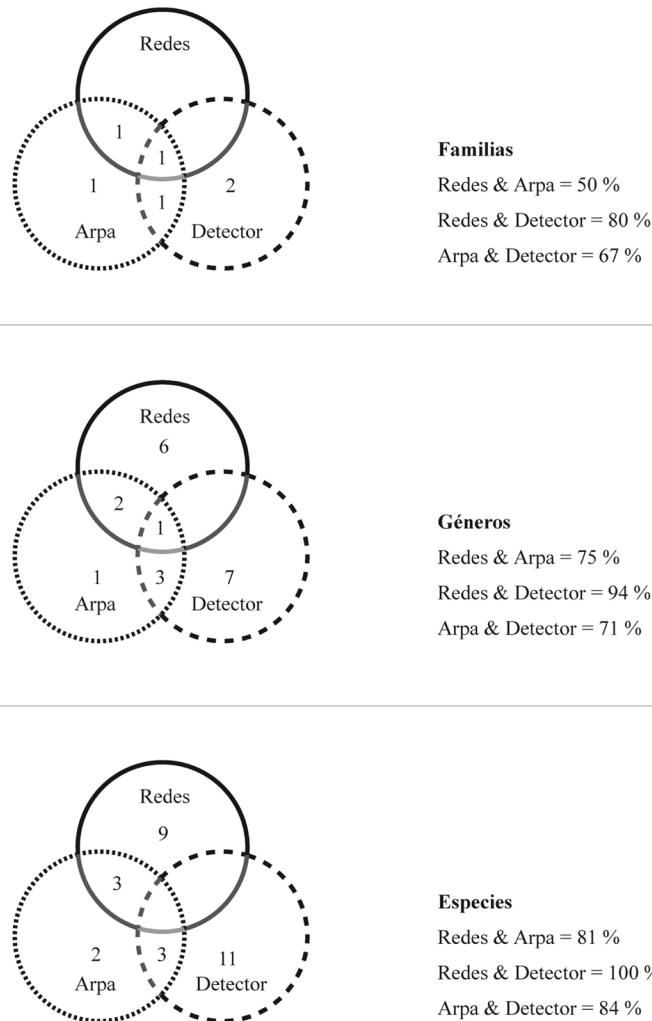 Redes
1
1
1
1
2
Arpa
Detector
Familias
Redes & Arpa = 50 %
Redes & Detector = 80 %
Arpa & Detector = 67 %
Redes
6
2
1
1
3
7
Arpa
Detector
Géneros
Redes & Arpa = 75 %
Redes & Detector = 94 %
Arpa & Detector = 71 %
Redes
9
3
2
3
11
Arpa
Detector
Especies
Redes & Arpa = 81 %
Redes & Detector = 100 %
Arpa & Detector = 84 %